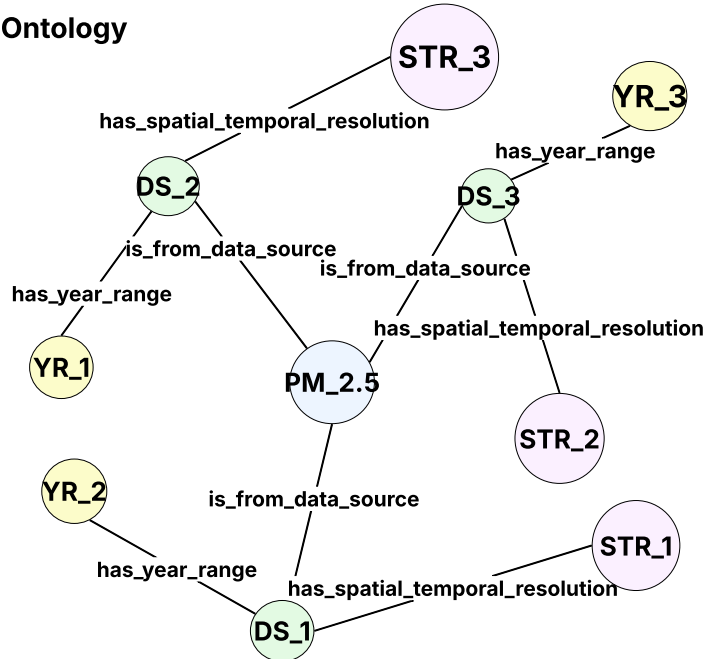 Ontology
STR_3
YR_3
has_spatial_temporal_resolution
has_year_range
DS_2
DS_3
is_from_data_source
is_from_data_source
has_year_range
has_spatial_temporal_resolution
YR_1
PM_2.5
STR_2
YR_2
is_from_data_source
STR_1
has_year_range
has_spatial_temporal_resolution
DS_1